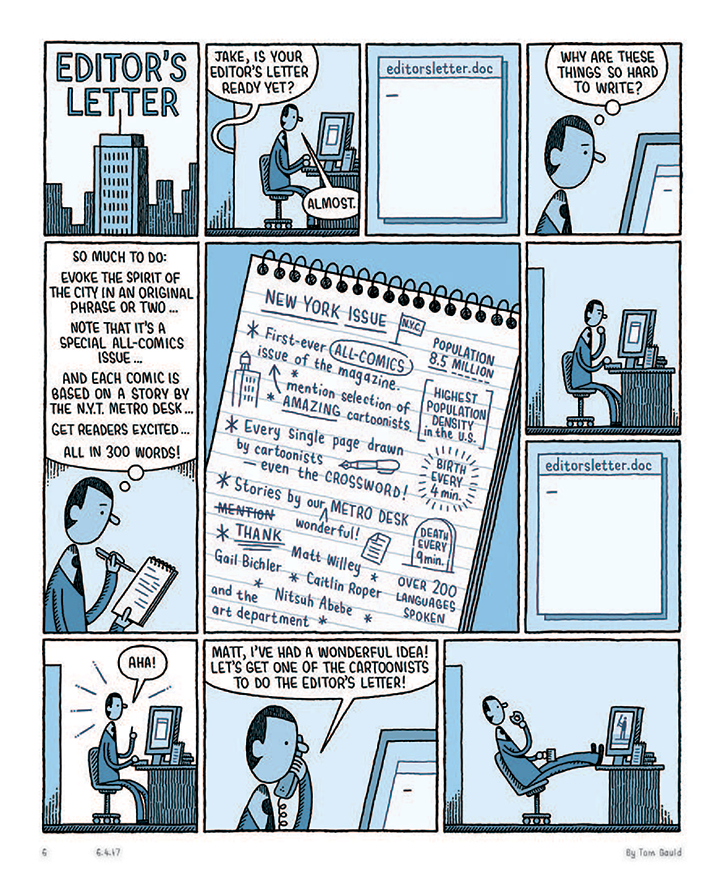 EDITOR'S
LETTER
JAKE, IS YOUR
EDITOR'S LETTER
READY YET?
ALMOST.
editorsletter.doc
WHY ARE THESE
THINGS SO HARD
TO WRITE?
SO MUCH TO DO:
EVOKE THE SPIRIT OF
THE CITY IN AN ORIGINAL
PHRASE OR TWO ...
NOTE THAT IT'S A
SPECIAL ALL-COMICS
ISSUE ...
AND EACH COMIC IS
BASED ON A STORY BY
THE N.Y.T. METRO DESK ...
GET READERS EXCITED ...
ALL IN 300 WORDS!
NEW YORK ISSUE
N.Y.C.
* First-ever ALL-COMICS
issue of the magazine.
* mention selection of
* AMAZING cartoonists.
* Every single page drawn
by cartoonists
— even the CROSSWORD!
* Stories by our METRO DESK
MENTION wonderful!
* THANK
Matt Willey *
Gail Bichler * Caitlin Roper
* Nitsuh Abebe *
and the
art department *
POPULATION
8.5 MILLION
HIGHEST
POPULATION
DENSITY
in the U.S.
BIRTH
EVERY
4 min.
DEATH
EVERY
9 min.
OVER 200
LANGUAGES
SPOKEN
editorsletter.doc
AHA!
MATT, I'VE HAD A WONDERFUL IDEA!
LET'S GET ONE OF THE CARTOONISTS
TO DO THE EDITOR'S LETTER!
6
6.4.17
By Tom Gauld